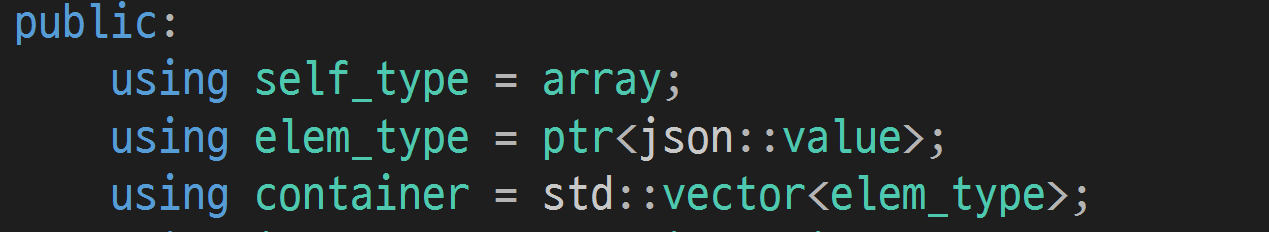 public:
    using self_type = array;
    using elem_type = ptr<json::value>;
    using container = std::vector<elem_type>;